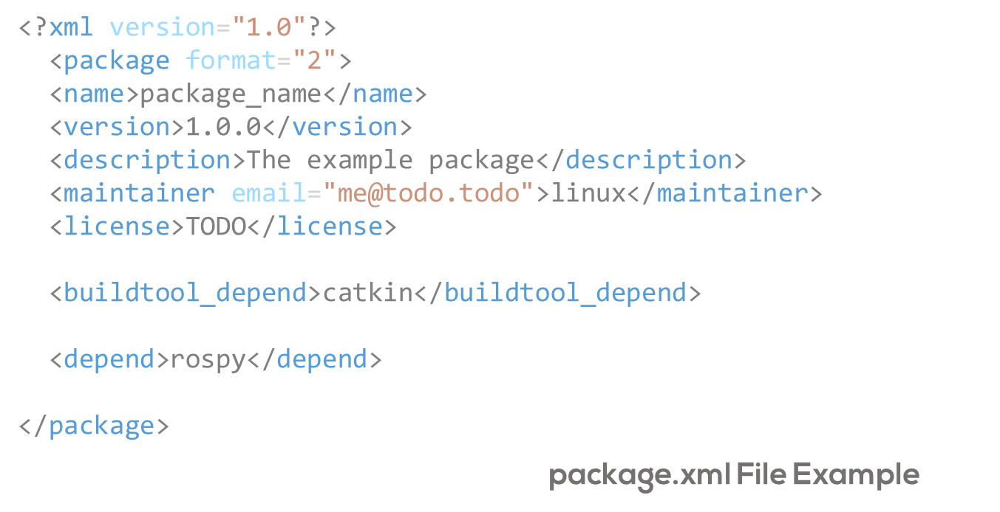 <?xml version="1.0"?>
<package format="2">
<name>package_name</name>
<version>1.0.0</version>
<description>The example package</description>
<maintainer email="me@todo.todo">linux</maintainer>
<license>TODO</license>
<buildtool_depend>catkin</buildtool_depend>
<depend>rospy</depend>
</package>
package.xml File Example